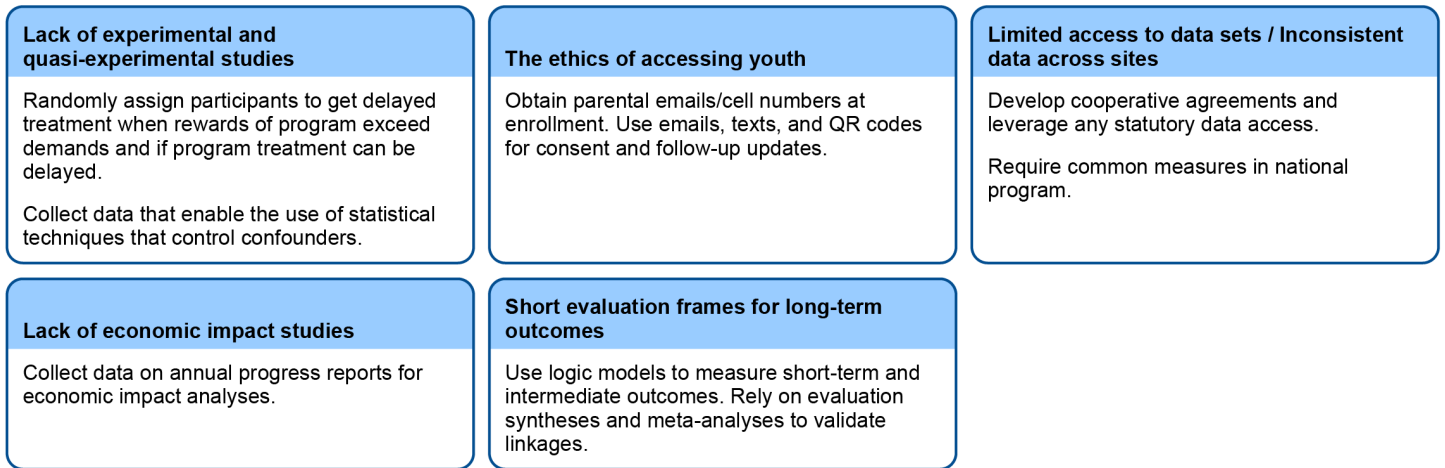 Lack of experimental and
quasi-experimental studies
Randomly assign participants to get delayed
treatment when rewards of program exceed
demands and if program treatment can be
delayed.
Collect data that enable the use of statistical
techniques that control confounders.
The ethics of accessing youth
Obtain parental emails/cell numbers at
enrollment. Use emails, texts, and QR codes
for consent and follow-up updates.
Limited access to data sets / Inconsistent
data across sites
Develop cooperative agreements and
leverage any statutory data access.
Require common measures in national
program.
Lack of economic impact studies
Collect data on annual progress reports for
economic impact analyses.
Short evaluation frames for long-term
outcomes
Use logic models to measure short-term and
intermediate outcomes. Rely on evaluation
syntheses and meta-analyses to validate
linkages.